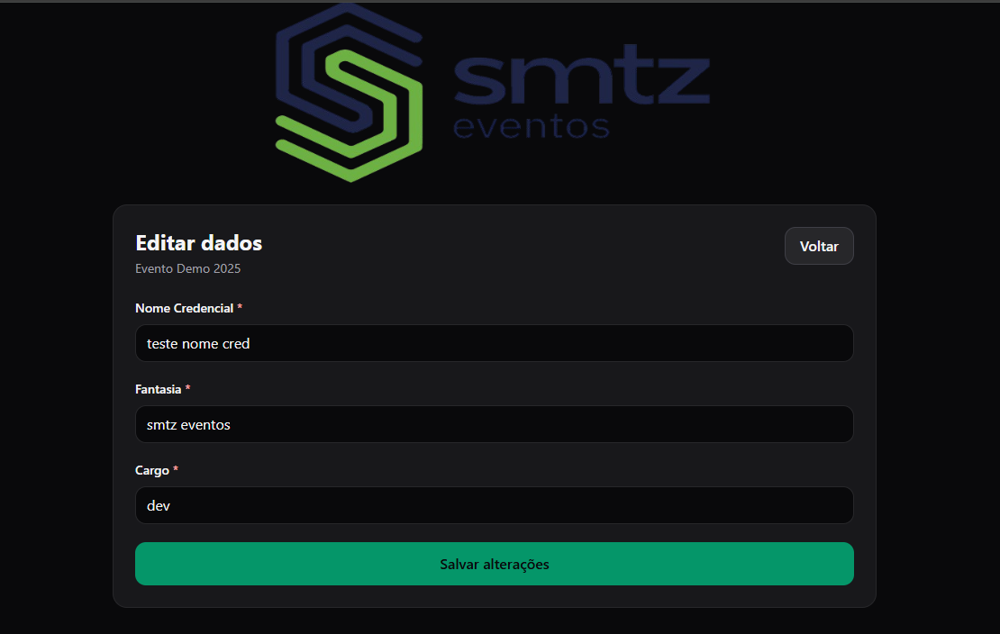 smtz
eventos
Editar dados
Voltar
Evento Demo 2025
Nome Credencial *
teste nome cred
Fantasia *
smtz eventos
Cargo *
dev
Salvar alterações